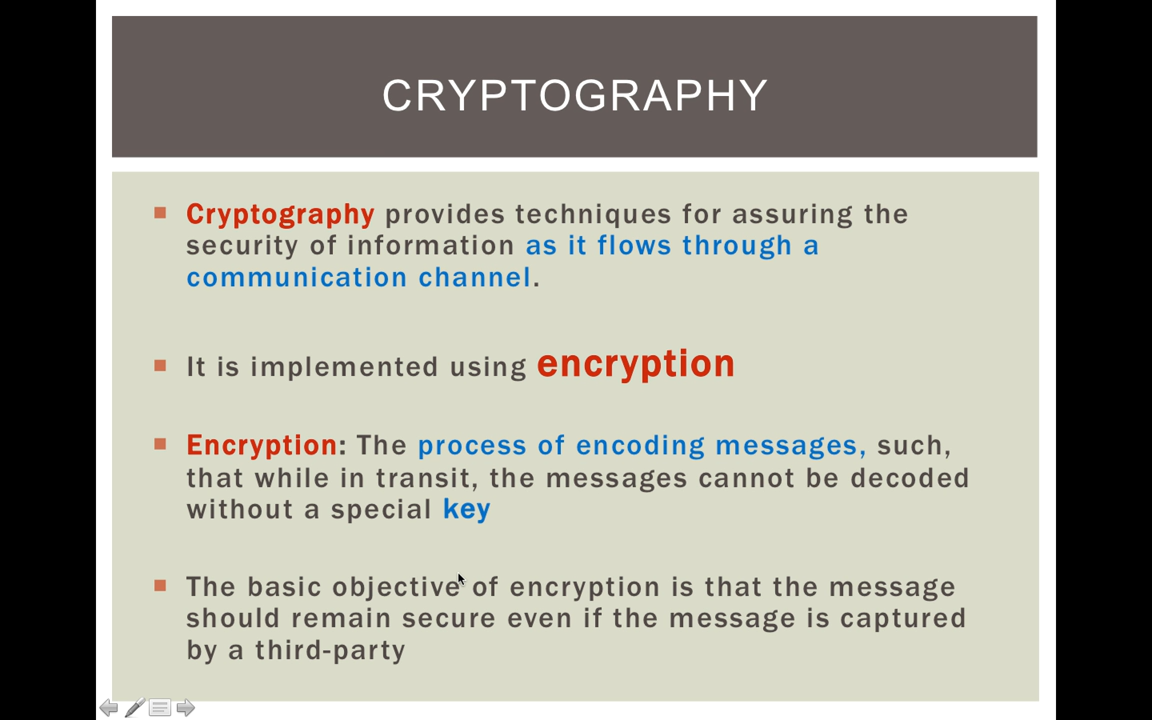 CRYPTOGRAPHY
Cryptography provides techniques for assuring the
security of information as it flows through a
communication channel.
It is implemented using encryption
Encryption: The process of encoding messages, such,
that while in transit, the messages cannot be decoded
without a special key
The basic objective of encryption is that the message
should remain secure even if the message is captured
by a third-party